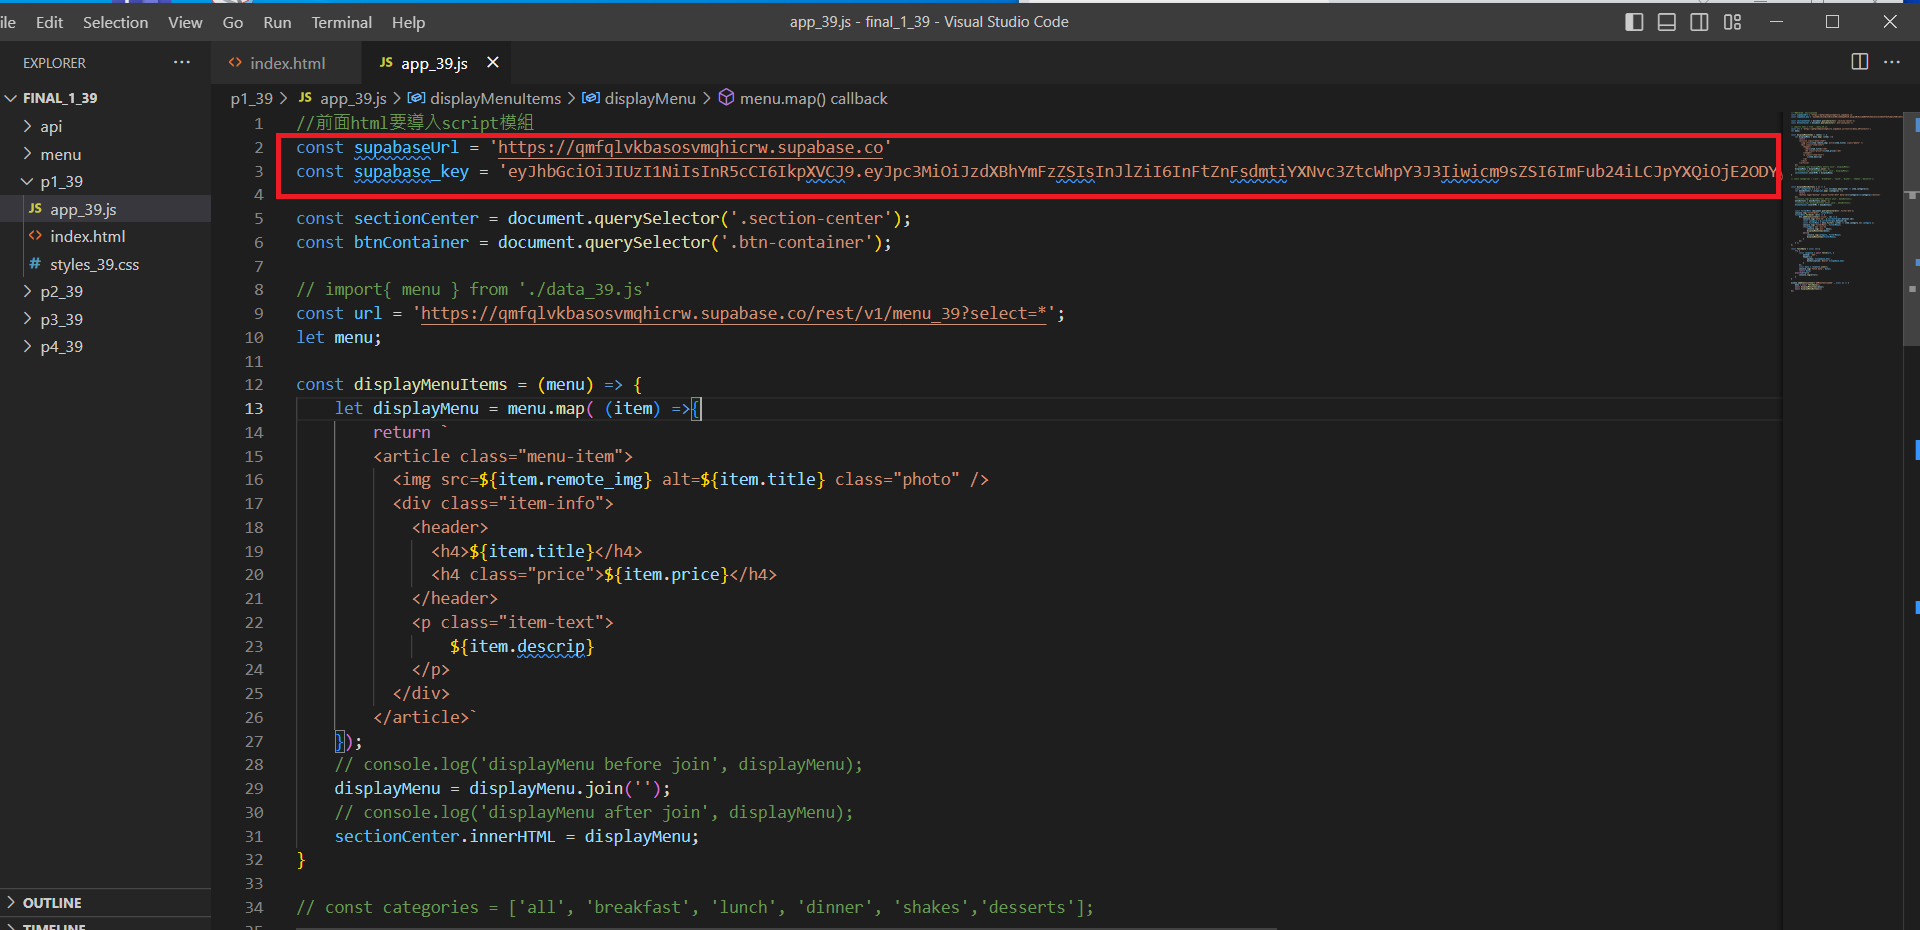 ile Edit Selection View Go Run Terminal Help
app_39.js - final_1_39 - Visual Studio Code
EXPLORER
index.html
JS app_39.js
FINAL_1_39
api
menu
p1_39
JS app_39.js
index.html
# styles_39.css
p2_39
p3_39
p4_39
OUTLINE
TIMELINE
p1_39 > JS app_39.js > displayMenuItems > displayMenu > menu.map() callback
1 //前面html要導入script模組
2 const supabaseUrl = 'https://qmfqlvkbasosvmqhicrw.supabase.co'
3 const supabase_key = 'eyJhbGciOiJIUzI1NiIsInR5cCI6IkpXVCJ9.eyJpc3MiOiJzdXBhYmFzZSIsInJlZiI6InFtZnFsdmtiYXNvc3ZtcWhpY3J3Iiwicm9sZSI6ImFub24iLCJpYXQiOjE2ODY
4
5 const sectionCenter = document.querySelector('.section-center');
6 const btnContainer = document.querySelector('.btn-container');
7
8 // import{ menu } from './data_39.js'
9 const url = 'https://qmfqlvkbasosvmqhicrw.supabase.co/rest/v1/menu_39?select=*';
10 let menu;
11
12 const displayMenuItems = (menu) => {
13 let displayMenu = menu.map( (item) =>{
14 return `
15 <article class="menu-item">
16 <img src=${item.remote_img} alt=${item.title} class="photo" />
17 <div class="item-info">
18 <header>
19 <h4>${item.title}</h4>
20 <h4 class="price">${item.price}</h4>
21 </header>
22 <p class="item-text">
23 ${item.descrip}
24 </p>
25 </div>
26 </article>`
27 });
28 // console.log('displayMenu before join', displayMenu);
29 displayMenu = displayMenu.join('');
30 // console.log('displayMenu after join', displayMenu);
31 sectionCenter.innerHTML = displayMenu;
32 }
33
34 // const categories = ['all', 'breakfast', 'lunch', 'dinner', 'shakes','desserts'];